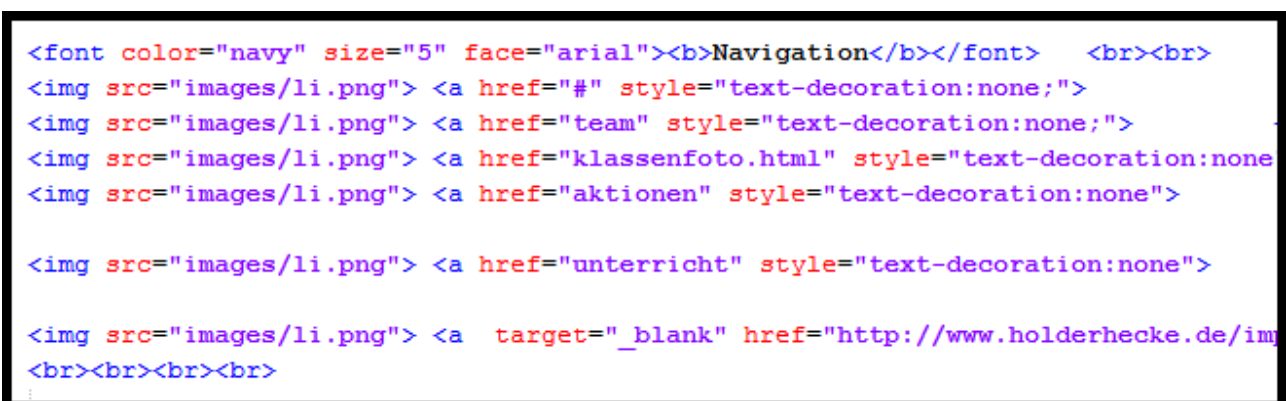 <font color="navy" size="5" face="arial"><b>Navigation</b></font>   <br><br>
<img src="images/li.png"> <a href="#" style="text-decoration:none;">
<img src="images/li.png"> <a href="team" style="text-decoration:none;">
<img src="images/li.png"> <a href="klassenfoto.html" style="text-decoration:none
<img src="images/li.png"> <a href="aktionen" style="text-decoration:none">
<img src="images/li.png"> <a href="unterricht" style="text-decoration:none">
<img src="images/li.png"> <a  target="_blank" href="http://www.holderhecke.de/im
<br><br><br><br>